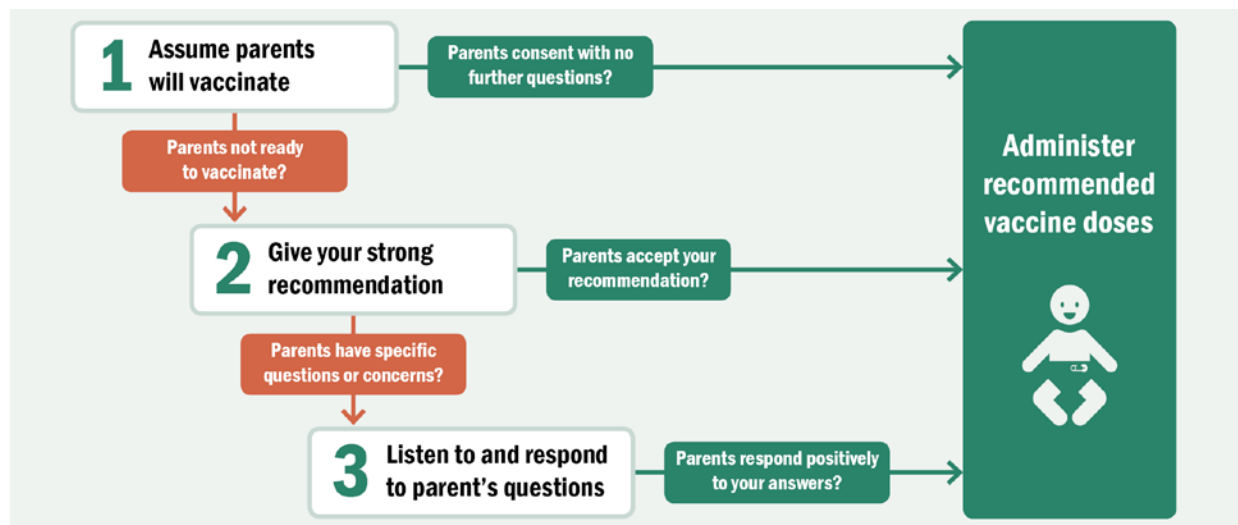 1
Assume parents
will vaccinate
Parents consent with no
further questions?
Parents not ready
to vaccinate?
2
Give your strong
recommendation
Parents accept your
recommendation?
Parents have specific
questions or concerns?
3
Listen to and respond
to parent's questions
Parents respond positively
to your answers?
Administer
recommended
vaccine doses